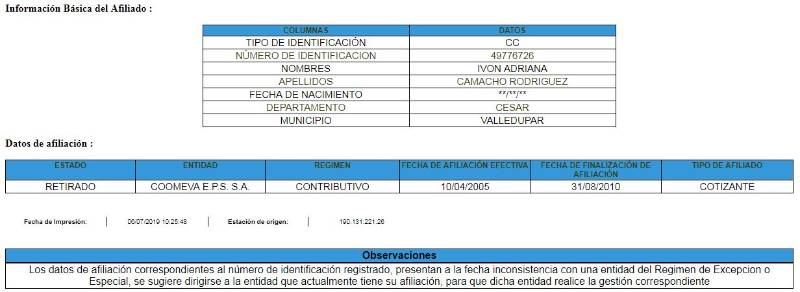 Información Básica del Afiliado :
COLUMNAS DATOS
TIPO DE IDENTIFICACIÓN CC
NÚMERO DE IDENTIFICACION 49776726
NOMBRES IVON ADRIANA
APELLIDOS CAMACHO RODRIGUEZ
FECHA DE NACIMIENTO **/**/**
DEPARTAMENTO CESAR
MUNICIPIO VALLEDUPAR
Datos de afiliación :
ESTADO ENTIDAD REGIMEN FECHA DE AFILIACIÓN EFECTIVA FECHA DE FINALIZACIÓN DE AFILIACIÓN TIPO DE AFILIADO
RETIRADO COOMEVA E.P.S. S.A. CONTRIBUTIVO 10/04/2005 31/08/2010 COTIZANTE
Fecha de Impresión: 06/07/2019 10:25:48 Estación de origen: 190.131.221.26
Observaciones
Los datos de afiliación correspondientes al número de identificación registrado, presentan a la fecha inconsistencia con una entidad del Regimen de Excepcion o
Especial, se sugiere dirigirse a la entidad que actualmente tiene su afiliación, para que dicha entidad realice la gestión correspondiente